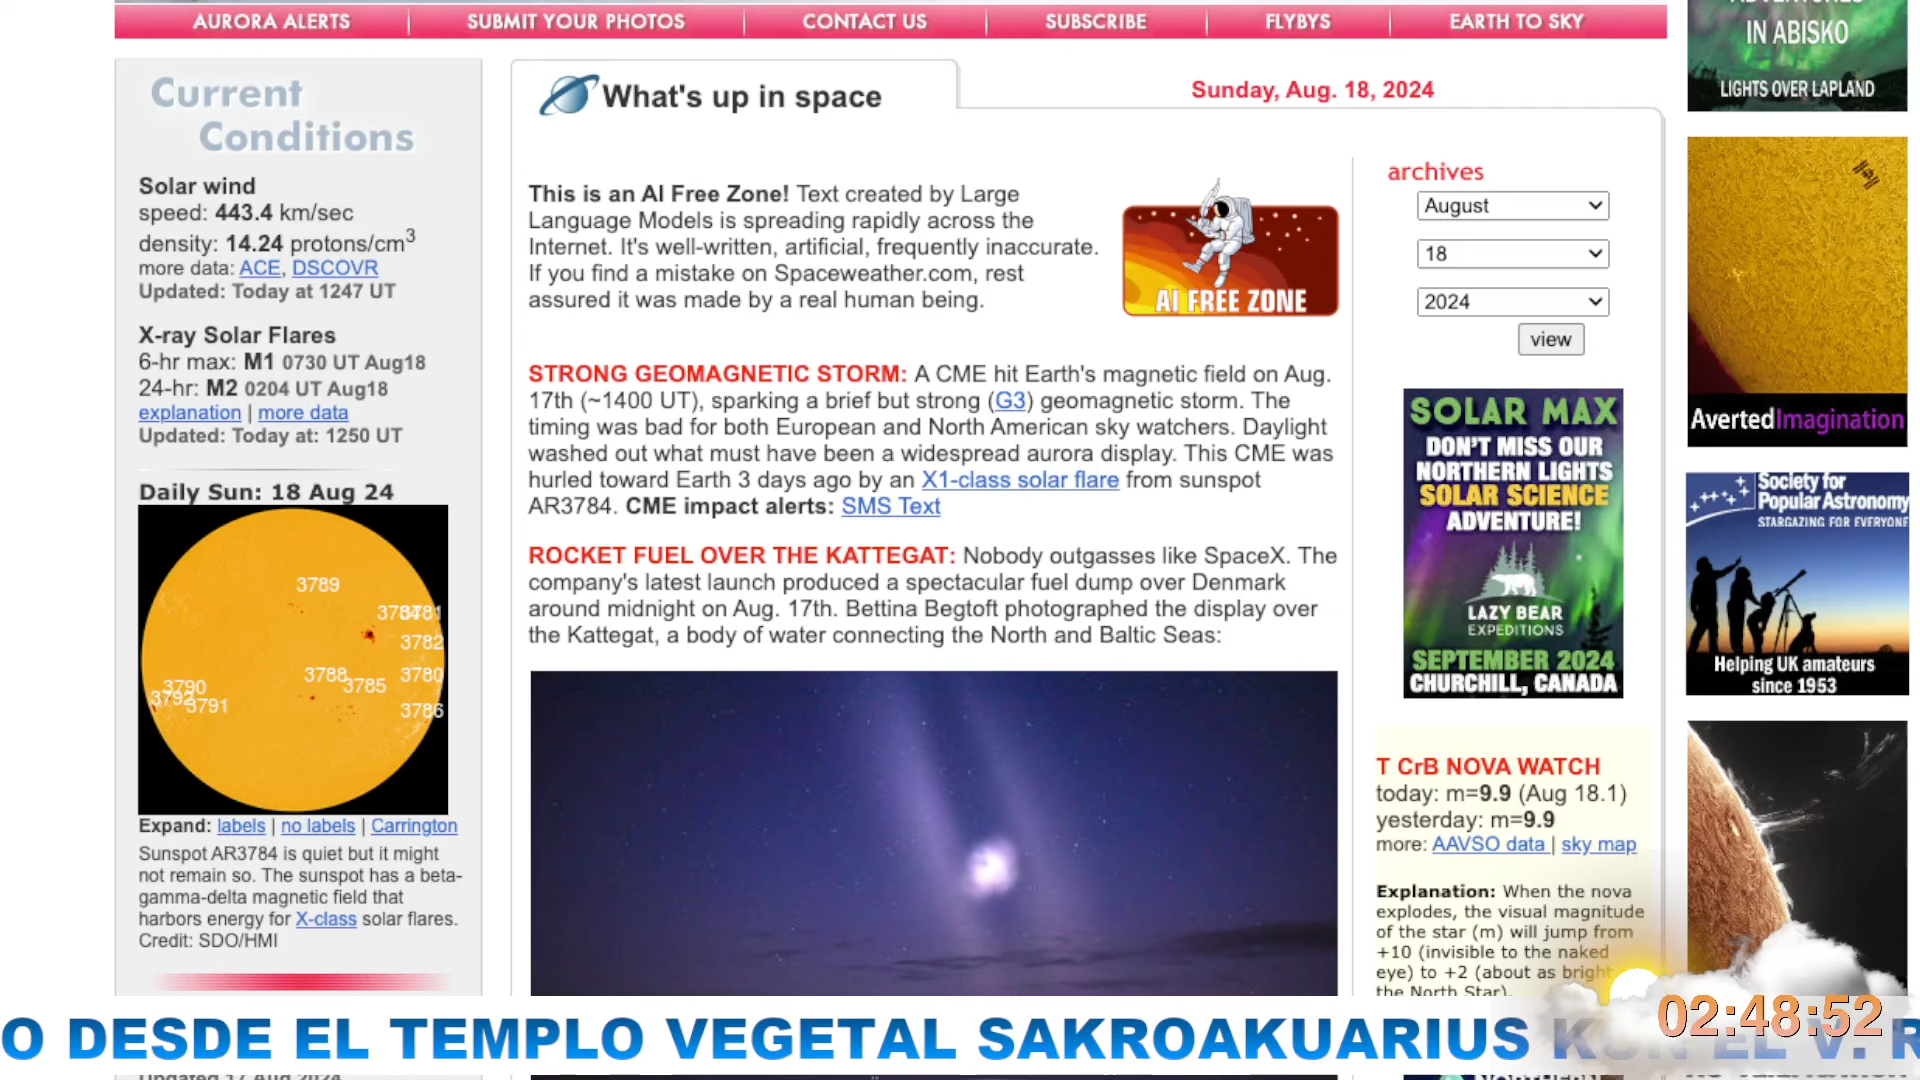 AURORA ALERTS
SUBMIT YOUR PHOTOS
CONTACT US
SUBSCRIBE
FLYBYS
EARTH TO SKY
Current
Conditions
Solar wind
speed: 443.4 km/sec
density: 14.24 protons/cm3
more data: ACE, DSCOVR
Updated: Today at 1247 UT
X-ray Solar Flares
6-hr max: M1 0730 UT Aug18
24-hr: M2 0204 UT Aug18
explanation | more data
Updated: Today at: 1250 UT
Daily Sun: 18 Aug 24
3789
3784
3781
3782
3788
3785
3780
3790
3792
3791
3786
Expand: labels | no labels | Carrington
Sunspot AR3784 is quiet but it might
not remain so. The sunspot has a beta-
gamma-delta magnetic field that
harbors energy for X-class solar flares.
Credit: SDO/HMI
What's up in space
Sunday, Aug. 18, 2024
This is an AI Free Zone! Text created by Large
Language Models is spreading rapidly across the
Internet. It's well-written, artificial, frequently inaccurate.
If you find a mistake on Spaceweather.com, rest
assured it was made by a real human being.
AI FREE ZONE
STRONG GEOMAGNETIC STORM: A CME hit Earth's magnetic field on Aug.
17th (~1400 UT), sparking a brief but strong (G3) geomagnetic storm. The
timing was bad for both European and North American sky watchers. Daylight
washed out what must have been a widespread aurora display. This CME was
hurled toward Earth 3 days ago by an X1-class solar flare from sunspot
AR3784. CME impact alerts: SMS Text
ROCKET FUEL OVER THE KATTEGAT: Nobody outgasses like SpaceX. The
company's latest launch produced a spectacular fuel dump over Denmark
around midnight on Aug. 17th. Bettina Begtoft photographed the display over
the Kattegat, a body of water connecting the North and Baltic Seas:
archives
August
18
2024
view
SOLAR MAX
DON'T MISS OUR
NORTHERN LIGHTS
SOLAR SCIENCE
ADVENTURE!
LAZY BEAR
EXPEDITIONS
SEPTEMBER 2024
CHURCHILL, CANADA
T CrB NOVA WATCH
today: m=9.9 (Aug 18.1)
yesterday: m=9.9
more: AAVSO data | sky map
Explanation: When the nova
explodes, the visual magnitude
of the star (m) will jump from
+10 (invisible to the naked
eye) to +2 (about as bright
the North Star).
ADVENTURES
IN ABISKO
LIGHTS OVER LAPLAND
AvertedImagination
Society for
Popular Astronomy
STARGAZING FOR EVERYONE
Helping UK amateurs
since 1953
02:48:52
O DESDE EL TEMPLO VEGETAL SAKROAKUARIUS KON EL V. R
Updated 17 Aug 2024